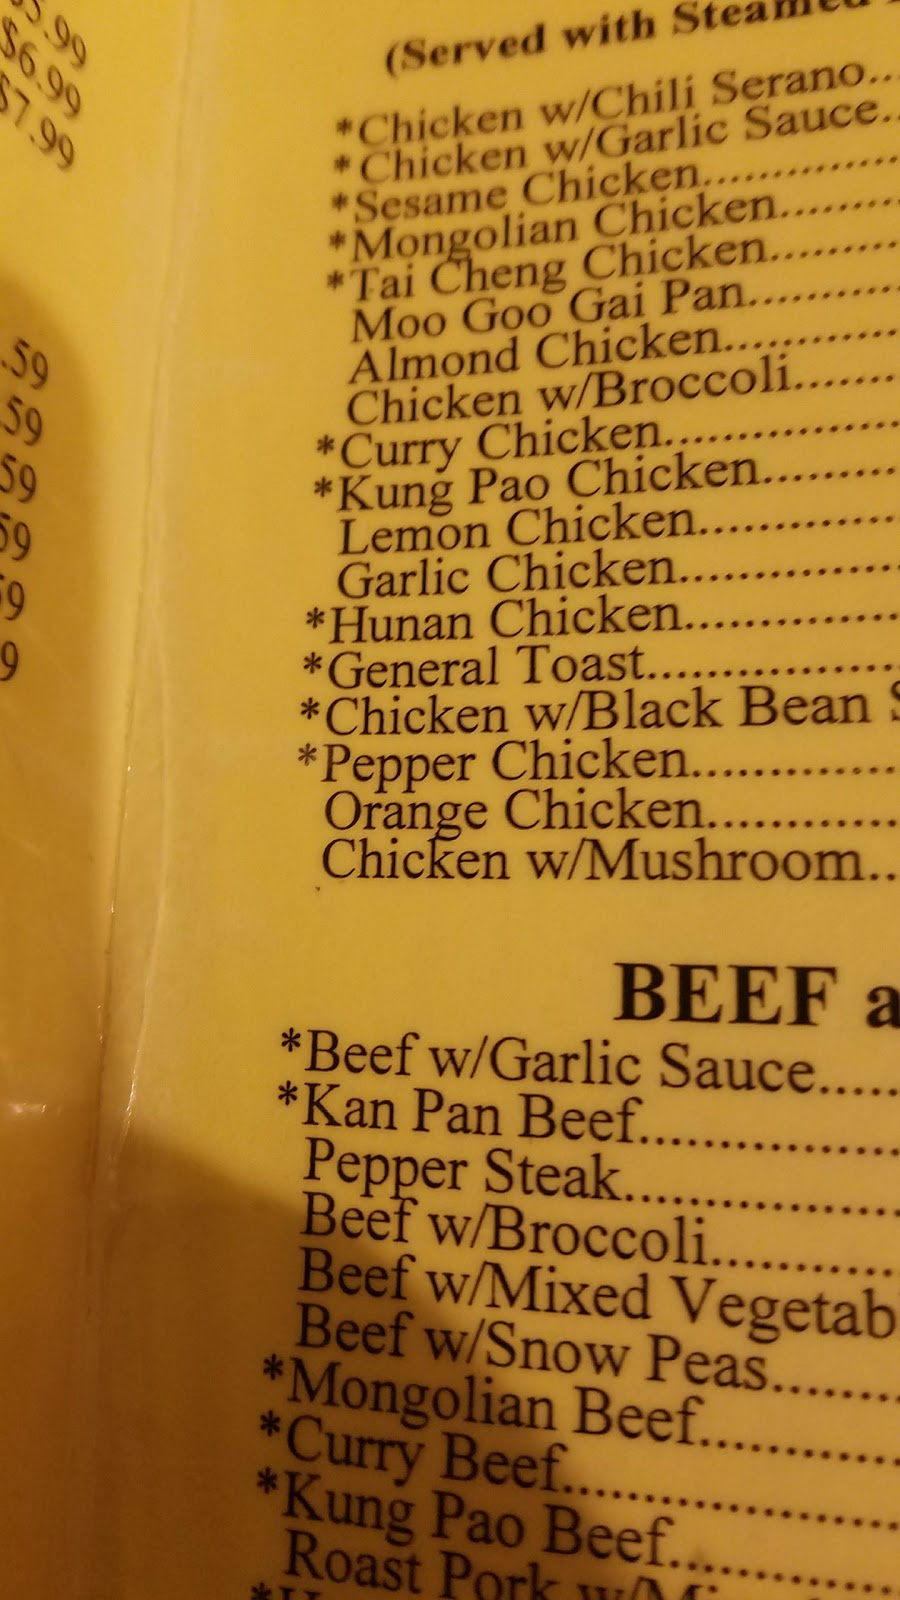 $6.99
$7.99
.59
.59
59
59
59
9
(Served with Steamed
*Chicken w/Chili Serano...
*Chicken w/Garlic Sauce...
*Sesame Chicken...............
*Mongolian Chicken.........
*Tai Cheng Chicken..........
Moo Goo Gai Pan............
Almond Chicken..............
Chicken w/Broccoli........
*Curry Chicken..................
*Kung Pao Chicken..........
Lemon Chicken...............
Garlic Chicken.................
*Hunan Chicken.................
*General Toast....................
*Chicken w/Black Bean
*Pepper Chicken................
Orange Chicken...............
Chicken w/Mushroom...
BEEF
*Beef w/Garlic Sauce.....
*Kan Pan Beef.................
Pepper Steak..................
Beef w/Broccoli............
Beef w/Mixed Vegetab
Beef w/Snow Peas........
*Mongolian Beef............
*Curry Beef.....................
*Kung Pao Beef..............
Roast Pork